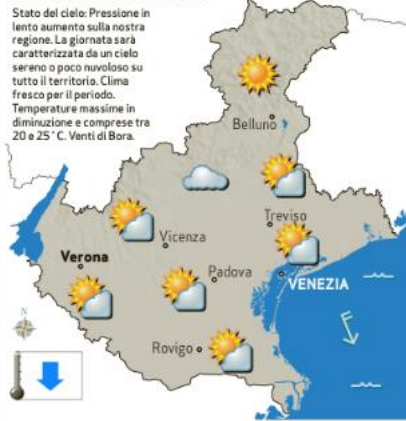 Stato del cielo: Pressione in
lento aumento sulla nostra
regione. La giornata sarà
caratterizzata da un cielo
sereno o poco nuvoloso su
tutto il territorio. Clima
fresco per il periodo.
Temperature massime in
diminuzione e comprese tra
20 e 25°C. Venti di Bora.
Belluno
Treviso
Vicenza
Verona
Padova
VENEZIA
Rovigo
N